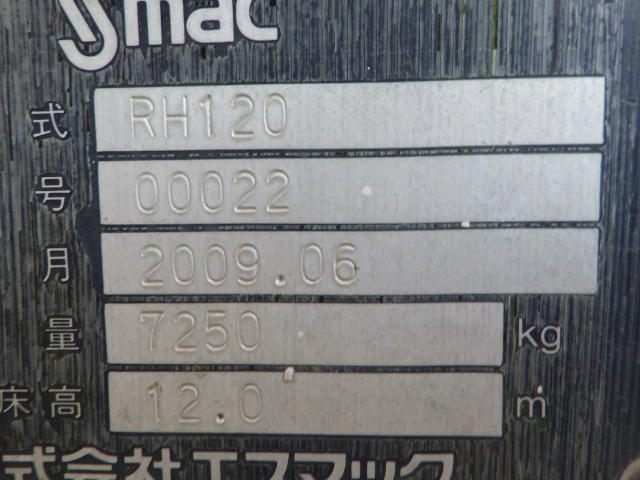 Smac
式 RH120
号 00022
月 2009.06
量 7250 kg
床高 12.0 m
式会社エスマック